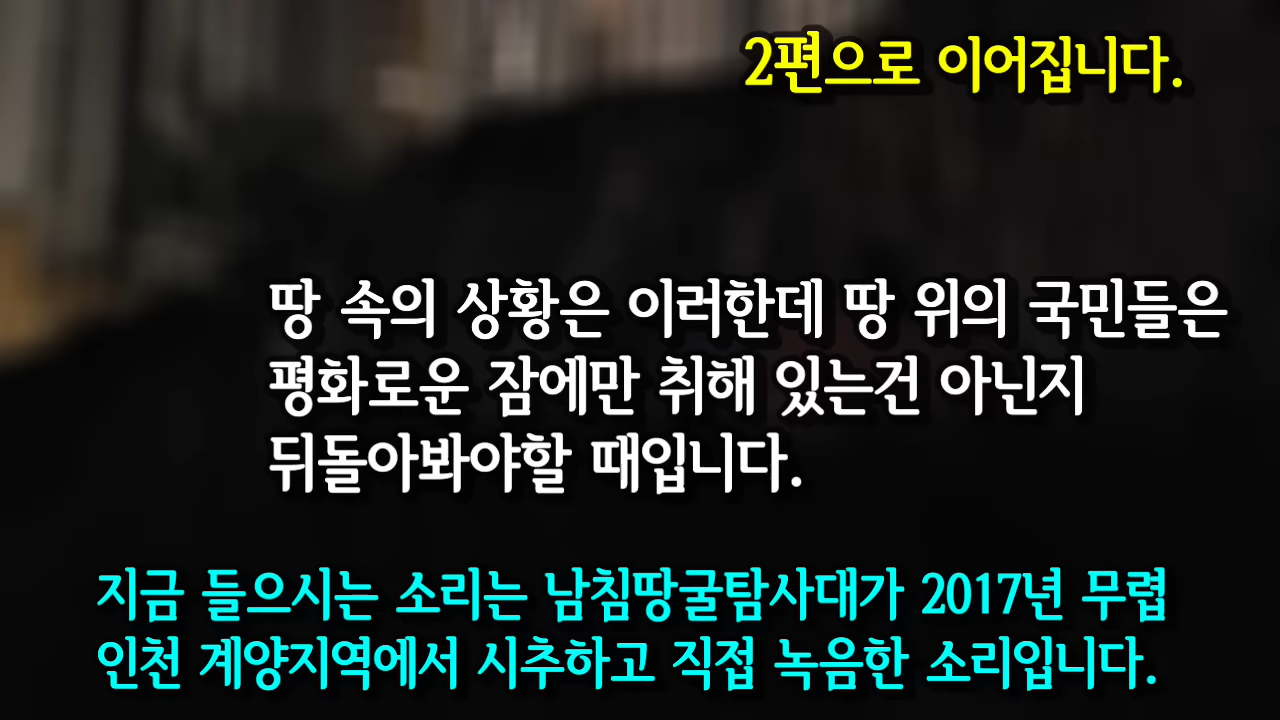 2편으로 이어집니다.
땅 속의 상황은 이러한데 땅 위의 국민들은
평화로운 잠에만 취해 있는건 아닌지
뒤돌아봐야할 때입니다.
지금 들으시는 소리는 남침땅굴탐사대가 2017년 무렵
인천 계양지역에서 시추하고 직접 녹음한 소리입니다.